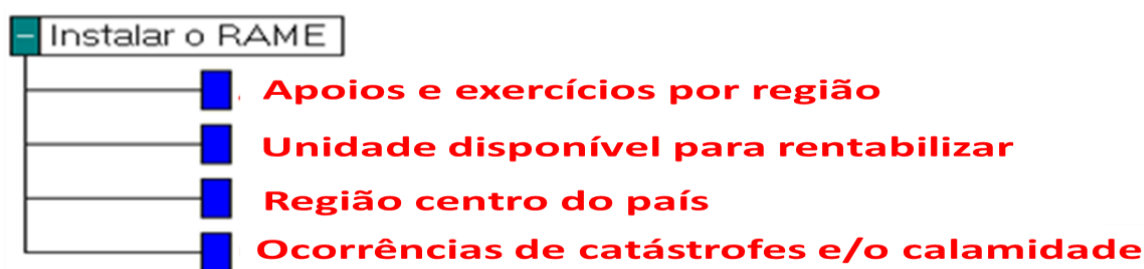 Instalar o RAME
Apoios e exercícios por região
Unidade disponível para rentabilizar
Região centro do país
Ocorrências de catástrofes e/o calamidade